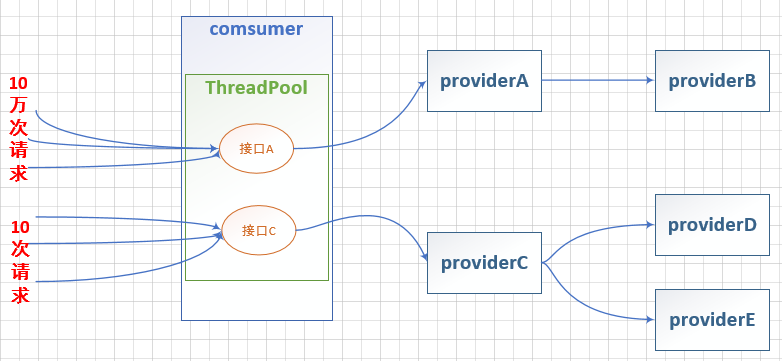 comsumer
ThreadPool
10
万
次
请
求
接口A
providerA
providerB
10
次
请
求
接口C
providerC
providerD
providerE